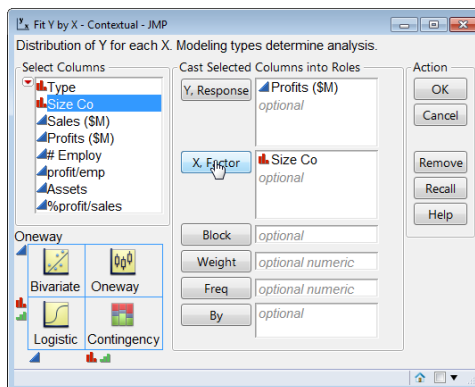 Fit Y by X - Contextual - JMP
Distribution of Y for each X. Modeling types determine analysis.
Select Columns
Type
Size Co
Sales ($M)
Profits ($M)
# Employ
profit/emp
Assets
%profit/sales
Oneway
Bivariate Oneway
Logistic Contingency
Cast Selected Columns into Roles
Y, Response
Profits ($M)
optional
X, Factor
Size Co
optional
Block optional
Weight optional numeric
Freq optional numeric
By optional
Action
OK
Cancel
Remove
Recall
Help